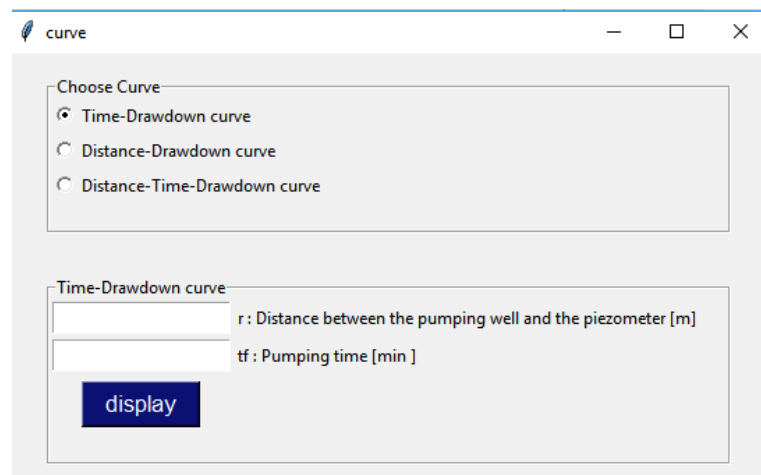 curve
Choose Curve
Time-Drawdown curve
Distance-Drawdown curve
Distance-Time-Drawdown curve
Time-Drawdown curve
r : Distance between the pumping well and the piezometer [m]
tf : Pumping time [min ]
display